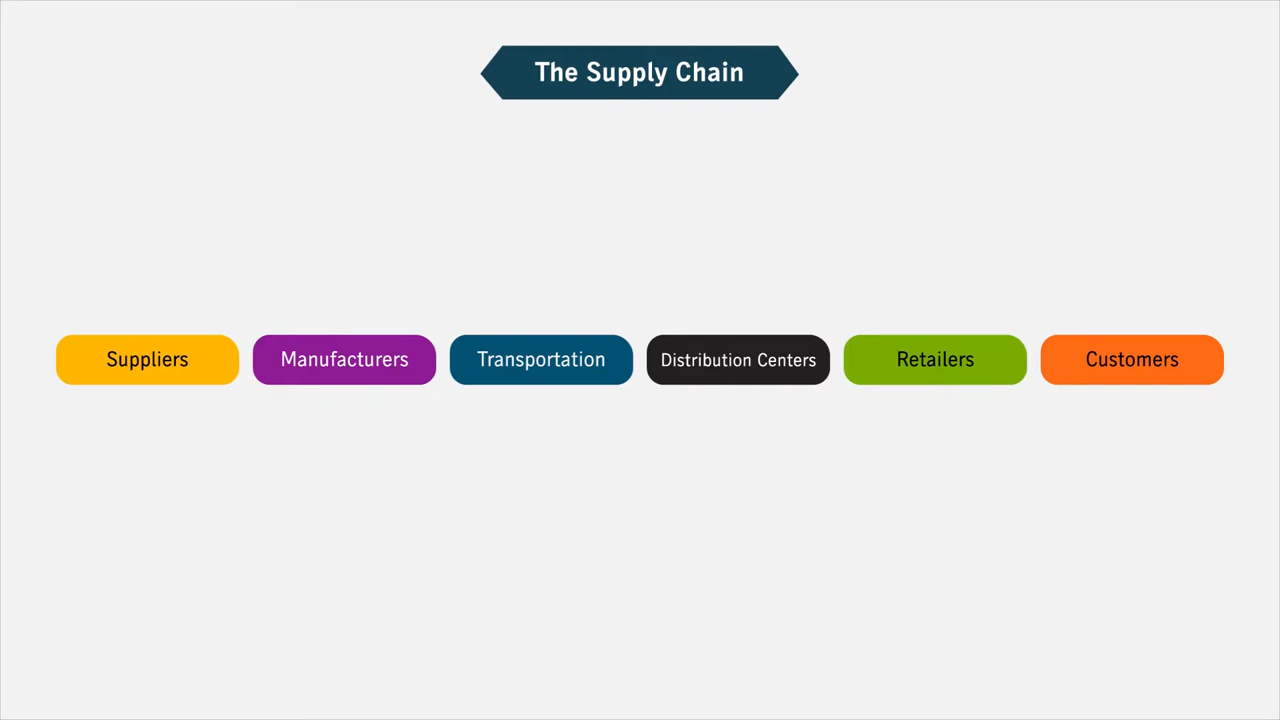 The Supply Chain
Suppliers
Manufacturers
Transportation
Distribution Centers
Retailers
Customers